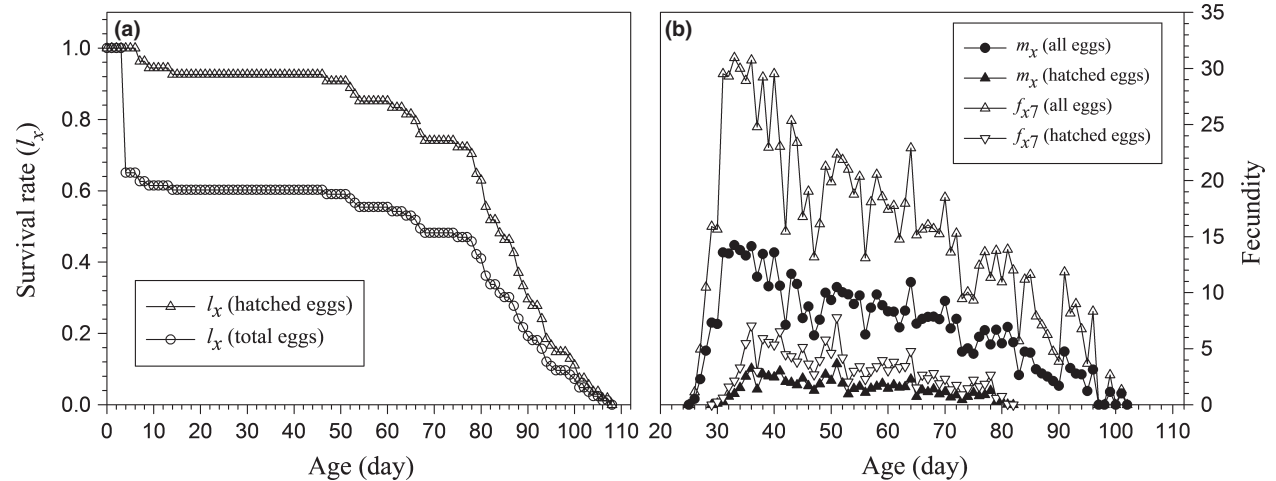 (a)
1.0
0.8
0.6
0.4
0.2
0.0
Survival rate (lx)
lx (hatched eggs)
lx (total eggs)
0 10 20 30 40 50 60 70 80 90 100 110
Age (day)
(b)
mx (all eggs)
mx (hatched eggs)
fx7 (all eggs)
fx7 (hatched eggs)
35
30
25
20
15
10
5
0
Fecundity
20 30 40 50 60 70 80 90 100 110
Age (day)